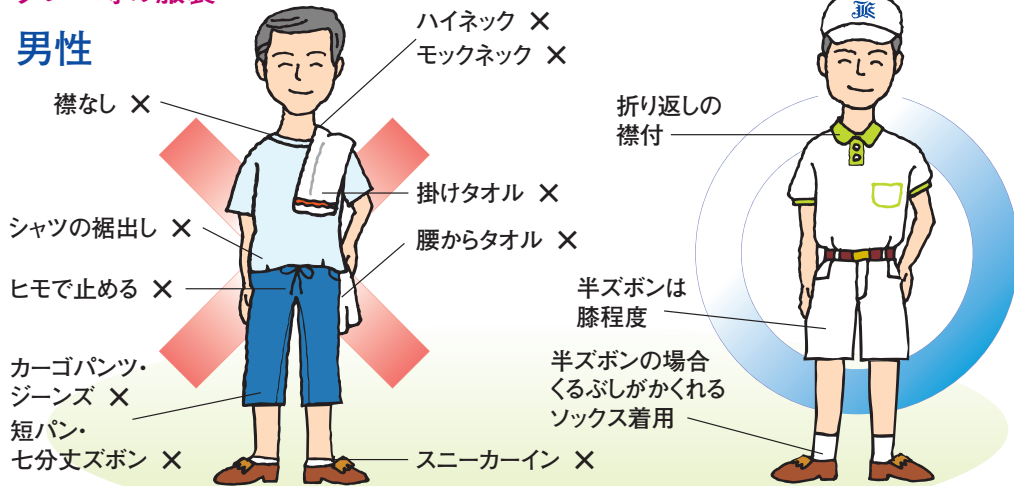 男性
ハイネック ×
モックネック ×
襟なし ×
掛けタオル ×
シャツの裾出し ×
腰からタオル ×
ヒモで止める ×
カーゴパンツ・
ジーンズ ×
短パン・
七分丈ズボン ×
スニーカーイン ×
折り返しの
襟付
半ズボンは
膝程度
半ズボンの場合
くるぶしがかくれる
ソックス着用